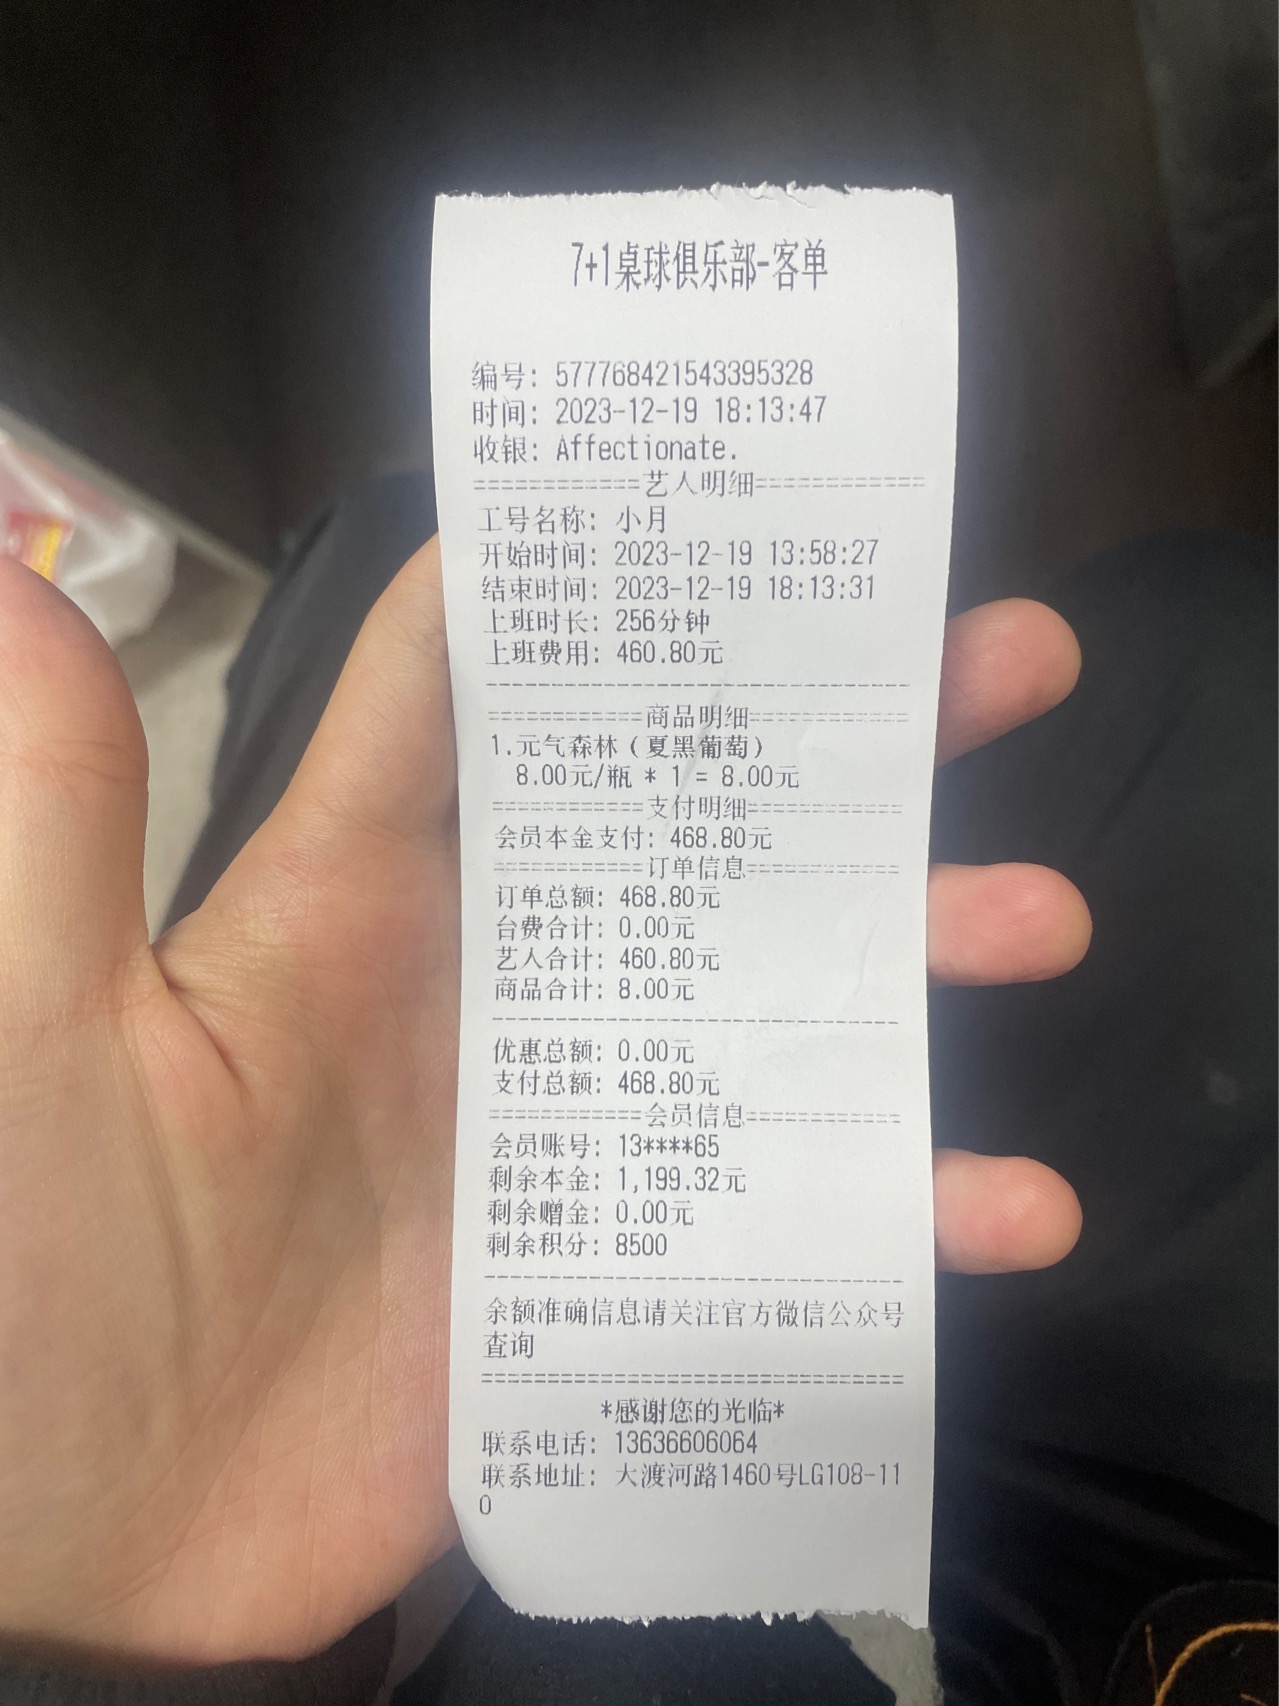 7+1桌球俱乐部-客单
编号: 577768421543395328
时间: 2023-12-19 18:13:47
收银: Affectionate.
============艺人明细============
工号名称: 小月
开始时间: 2023-12-19 13:58:27
结束时间: 2023-12-19 18:13:31
上班时长: 256分钟
上班费用: 460.80元
--------------------------------
============商品明细============
1.元气森林（夏黑葡萄）
8.00元/瓶 * 1 = 8.00元
============支付明细============
会员本金支付: 468.80元
============订单信息============
订单总额: 468.80元
台费合计: 0.00元
艺人合计: 460.80元
商品合计: 8.00元
--------------------------------
优惠总额: 0.00元
支付总额: 468.80元
============会员信息============
会员账号: 13****65
剩余本金: 1,199.32元
剩余赠金: 0.00元
剩余积分: 8500
--------------------------------
余额准确信息请关注官方微信公众号
查询
================================
*感谢您的光临*
联系电话: 13636606064
联系地址: 大渡河路1460号LG108-11
0